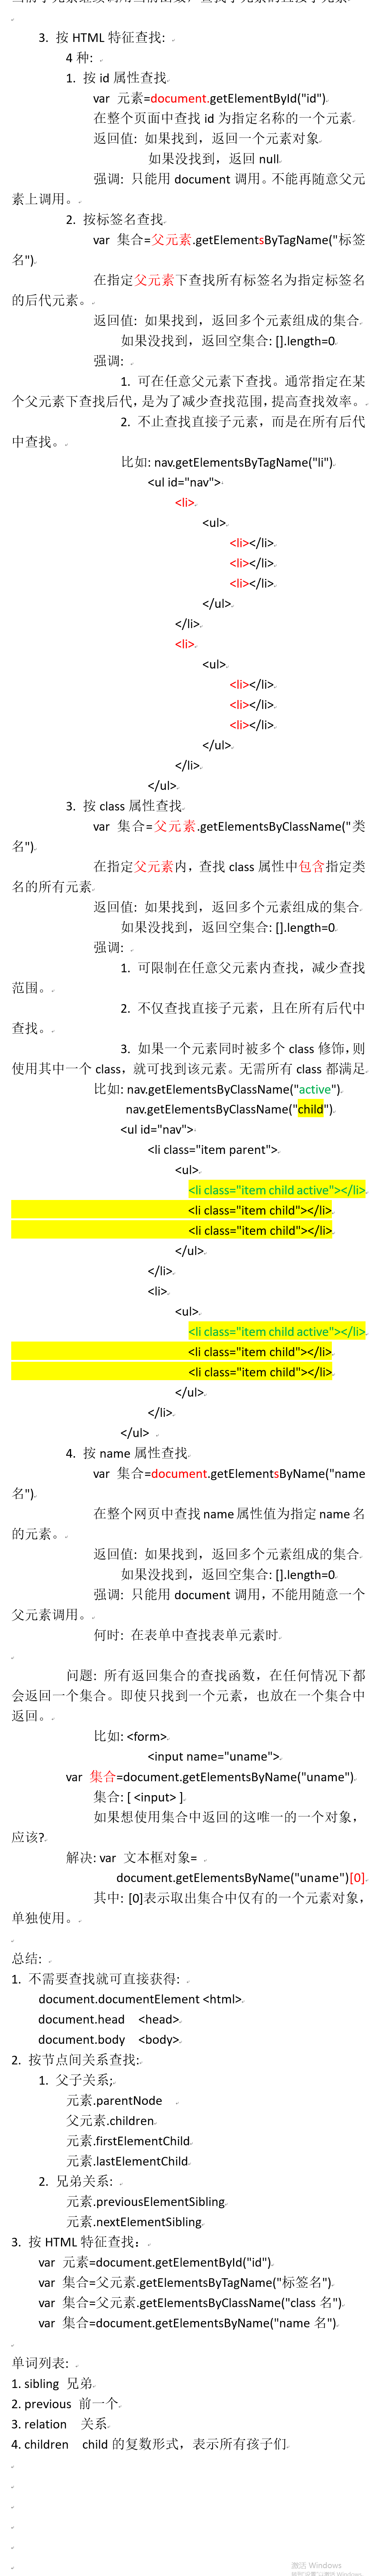 3. 按 HTML 特征查找:
4 种:
1. 按 id 属性查找
var 元素=document.getElementById("id")
在整个页面中查找 id 为指定名称的一个元素
返回值: 如果找到，返回一个元素对象
如果没找到，返回 null
强调: 只能用 document 调用。不能再随意父元
素上调用。
2. 按标签名查找
var 集合=父元素.getElementsByTagName("标签
名")
在指定父元素下查找所有标签名为指定标签名
的后代元素。
返回值: 如果找到，返回多个元素组成的集合
如果没找到，返回空集合: [].length=0
强调:
1. 可在任意父元素下查找。通常指定在某
个父元素下查找后代，是为了减少查找范围，提高查找效率。
2. 不止查找直接子元素，而是在所有后代
中查找。
比如: nav.getElementsByTagName("li")
<ul id="nav">
<li>
<ul>
<li></li>
<li></li>
<li></li>
</ul>
</li>
<li>
<ul>
<li></li>
<li></li>
<li></li>
</ul>
</li>
</ul>
3. 按 class 属性查找
var 集合=父元素.getElementsByClassName("类
名")
在指定父元素内，查找 class 属性中包含指定类
名的所有元素
返回值: 如果找到，返回多个元素组成的集合
如果没找到，返回空集合: [].length=0
强调:
1. 可限制在任意父元素内查找，减少查找
范围。
2. 不仅查找直接子元素，且在所有后代中
查找。
3. 如果一个元素同时被多个 class 修饰，则
使用其中一个 class，就可找到该元素。无需所有 class 都满足
比如: nav.getElementsByClassName("active")
nav.getElementsByClassName("child")
<ul id="nav">
<li class="item parent">
<ul>
<li class="item child active"></li>
<li class="item child"></li>
<li class="item child"></li>
</ul>
</li>
<li>
<ul>
<li class="item child active"></li>
<li class="item child"></li>
<li class="item child"></li>
</ul>
</li>
</ul>
4. 按 name 属性查找
var 集合=document.getElementsByName("name
名")
在整个网页中查找 name 属性值为指定 name 名
的元素。
返回值: 如果找到，返回多个元素组成的集合
如果没找到，返回空集合: [].length=0
强调: 只能用 document 调用，不能用随意一个
父元素调用。
何时: 在表单中查找表单元素时
问题: 所有返回集合的查找函数，在任何情况下都
会返回一个集合。即使只找到一个元素，也放在一个集合中
返回。
比如: <form>
<input name="uname">
var 集合=document.getElementsByName("uname")
集合: [ <input> ]
如果想使用集合中返回的这唯一的一个对象，
应该?
解决: var 文本框对象=
document.getElementsByName("uname")[0]
其中: [0]表示取出集合中仅有的一个元素对象，
单独使用。
总结:
1. 不需要查找就可直接获得:
document.documentElement <html>
document.head <head>
document.body <body>
2. 按节点间关系查找:
1. 父子关系;
元素.parentNode
父元素.children
元素.firstElementChild
元素.lastElementChild
2. 兄弟关系:
元素.previousElementSibling
元素.nextElementSibling
3. 按 HTML 特征查找：
var 元素=document.getElementById("id")
var 集合=父元素.getElementsByTagName("标签名")
var 集合=父元素.getElementsByClassName("class 名")
var 集合=document.getElementsByName("name 名")
单词列表:
1. sibling 兄弟
2. previous 前一个
3. relation 关系
4. children child 的复数形式，表示所有孩子们
激活 Windows